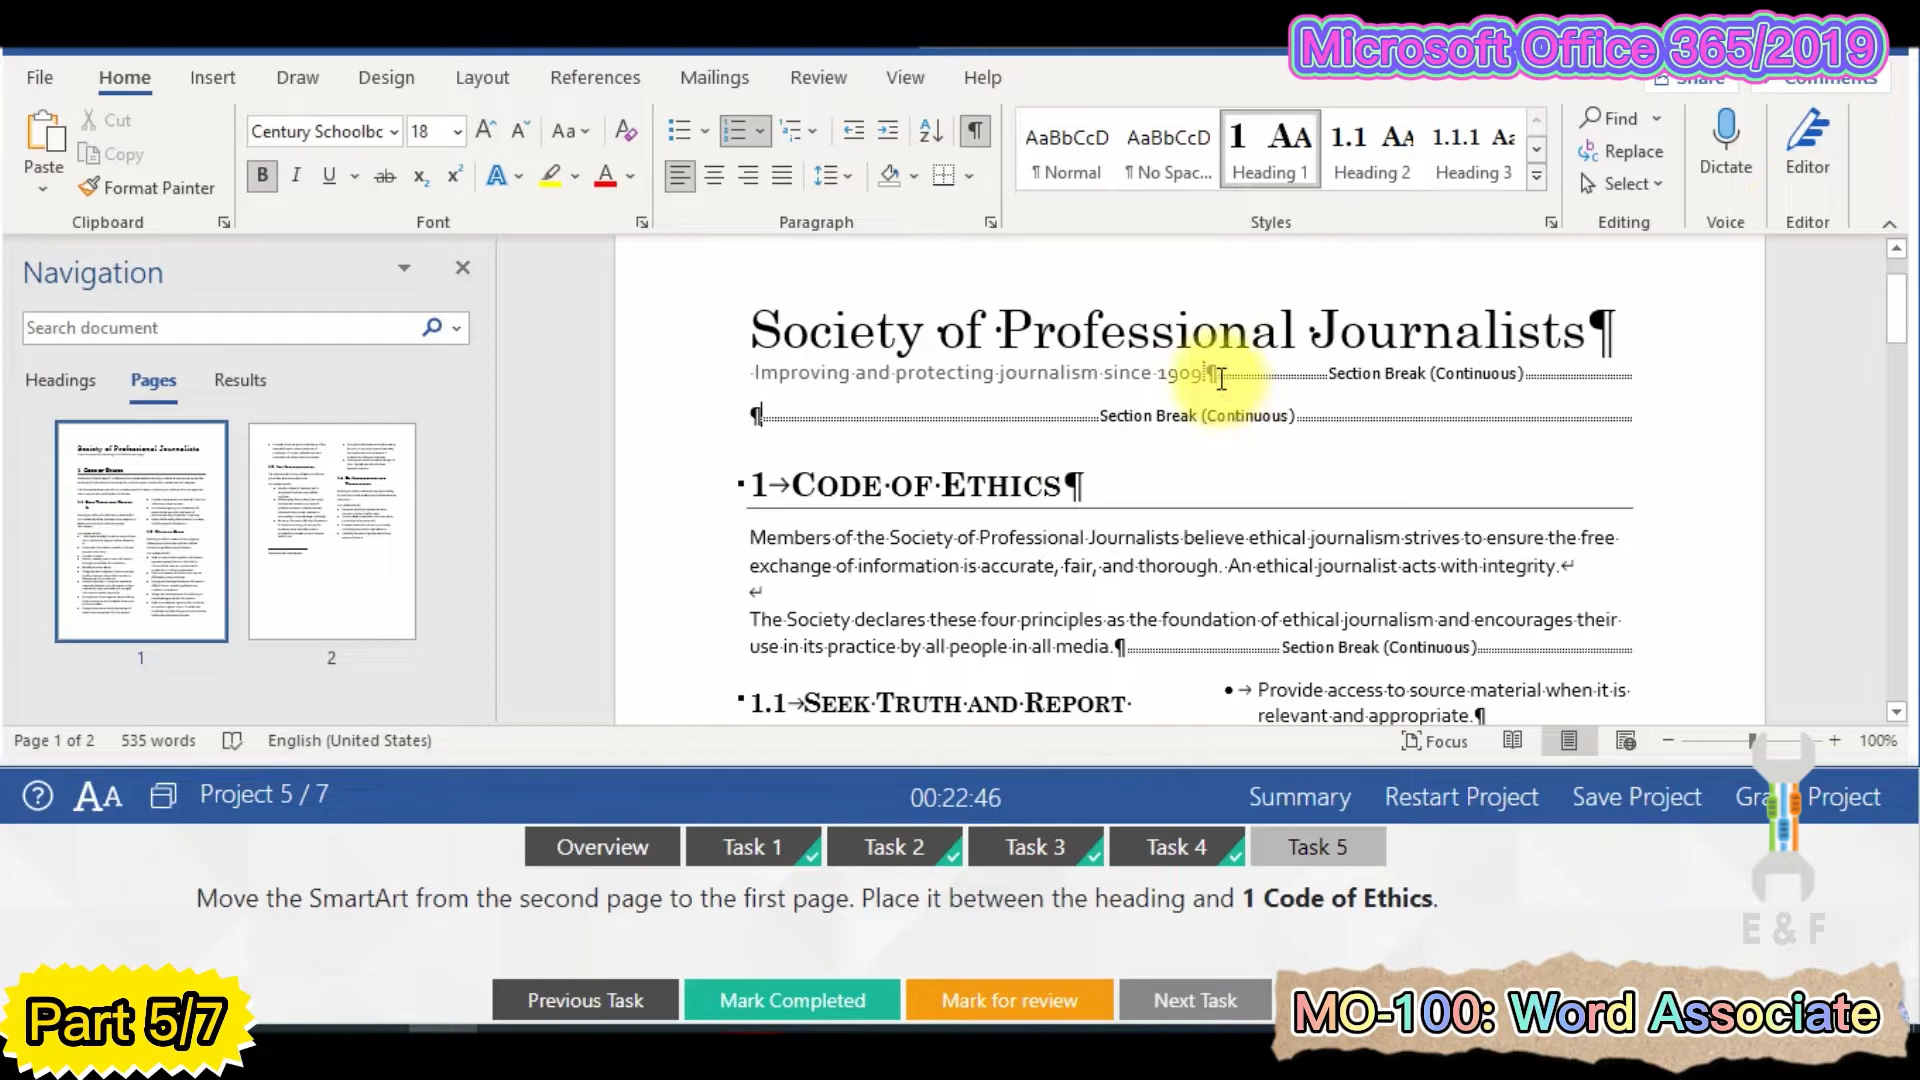 Microsoft Office 365/2019
File Home Insert Draw Design Layout References Mailings Review View Help Share Comments
Paste Cut Copy Format Painter
Century Schoolbc 18
AaBbCcD ¶ Normal
AaBbCcD ¶ No Spac...
1 AA Heading 1
1.1 AA Heading 2
1.1.1 Aa Heading 3
Find Replace Select
Dictate
Editor
Clipboard Font Paragraph Styles Editing Voice Editor
Navigation
Search document
Headings Pages Results
1
2
Society of Professional Journalists¶
Improving and protecting journalism since 1909¶ Section Break (Continuous)
¶ Section Break (Continuous)
1→CODE OF ETHICS¶
Members of the Society of Professional Journalists believe ethical journalism strives to ensure the free
exchange of information is accurate, fair, and thorough. An ethical journalist acts with integrity.↵
↵
The Society declares these four principles as the foundation of ethical journalism and encourages their
use in its practice by all people in all media.¶ Section Break (Continuous)
1.1→SEEK TRUTH AND REPORT
•→ Provide access to source material when it is
relevant and appropriate.¶
Page 1 of 2 535 words English (United States) Focus 100%
Project 5 / 7 00:22:46 Summary Restart Project Save Project Project
Overview Task 1 Task 2 Task 3 Task 4 Task 5
Move the SmartArt from the second page to the first page. Place it between the heading and 1 Code of Ethics.
E & F
Previous Task Mark Completed Mark for review Next Task
Part 5/7
MO-100: Word Associate